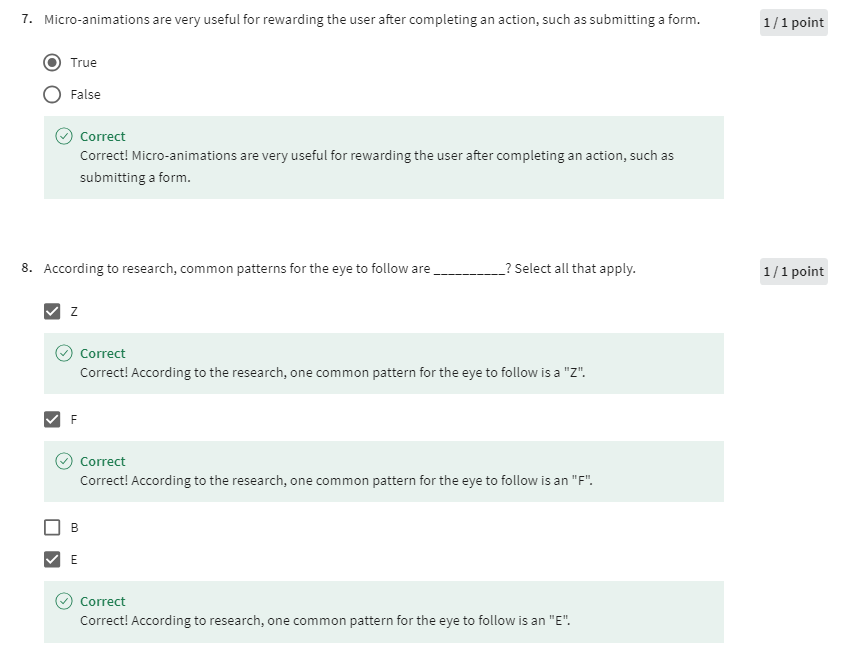 7. Micro-animations are very useful for rewarding the user after completing an action, such as submitting a form.
1 / 1 point
True
False
Correct
Correct! Micro-animations are very useful for rewarding the user after completing an action, such as
submitting a form.
8. According to research, common patterns for the eye to follow are __________? Select all that apply.
1 / 1 point
Z
Correct
Correct! According to the research, one common pattern for the eye to follow is a "Z".
F
Correct
Correct! According to the research, one common pattern for the eye to follow is an "F".
B
E
Correct
Correct! According to research, one common pattern for the eye to follow is an "E".